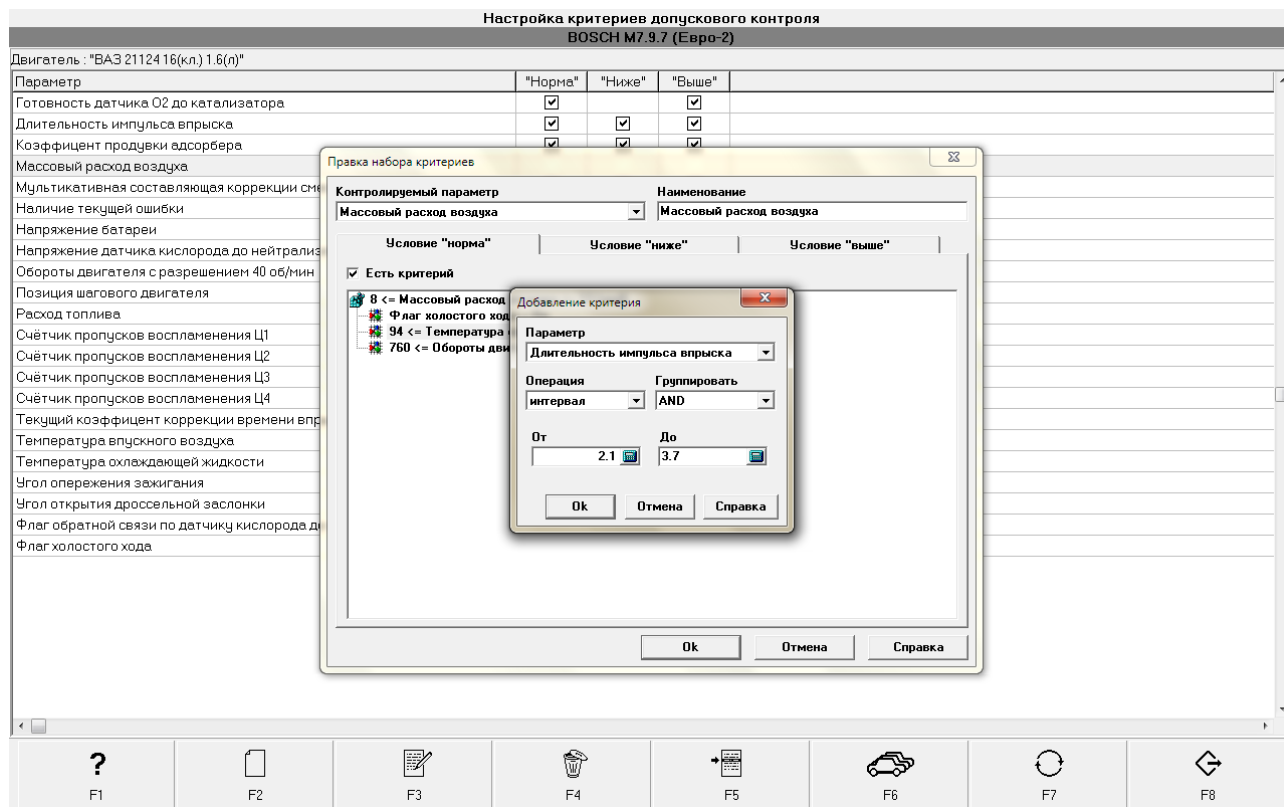 Настройка критериев допускового контроля
BOSCH M7.9.7 (Евро-2)
Двигатель : "ВАЗ 21124 16(кл.) 1.6(л)"
Параметр "Норма" "Ниже" "Выше"
Готовность датчика О2 до катализатора
Длительность импульса впрыска
Коэффицент продувки адсорбера
Массовый расход воздуха
Мультикативная составляющая коррекции
Наличие текущей ошибки
Напряжение батареи
Напряжение датчика кислорода до
Обороты двигателя с разрешением 40 об/мин
Позиция шагового двигателя
Расход топлива
Счётчик пропусков воспламенения Ц1
Счётчик пропусков воспламенения Ц2
Счётчик пропусков воспламенения Ц3
Счётчик пропусков воспламенения Ц4
Текущий коэффицент коррекции времени
Температура впускного воздуха
Температура охлаждающей жидкости
Угол опережения зажигания
Угол открытия дроссельной заслонки
Флаг обратной связи по датчику кислорода
Флаг холостого хода
Правка набора критериев
Контролируемый параметр Наименование
Массовый расход воздуха Массовый расход воздуха
Условие "норма" Условие "ниже" Условие "выше"
Есть критерий
8 <= Массовый расход
Флаг холостого
94 <= Температура
760 <= Обороты
Добавление критерия
Параметр
Длительность импульса впрыска
Операция Группировать
интервал AND
От До
2.1 3.7
Ok Отмена Справка
Ok Отмена Справка
? 
F1 F2 F3 F4 F5 F6 F7 F8